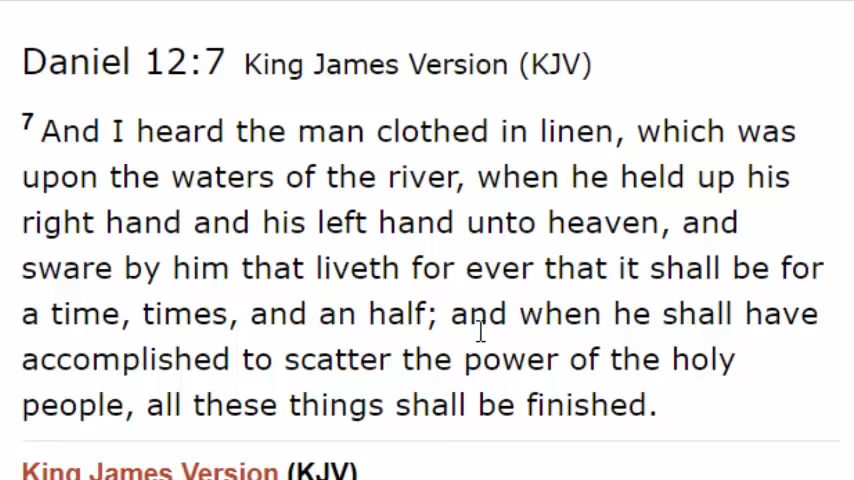 Daniel 12:7 King James Version (KJV)
7 And I heard the man clothed in linen, which was
upon the waters of the river, when he held up his
right hand and his left hand unto heaven, and
sware by him that liveth for ever that it shall be for
a time, times, and an half; and when he shall have
accomplished to scatter the power of the holy
people, all these things shall be finished.
King James Version (KJV)